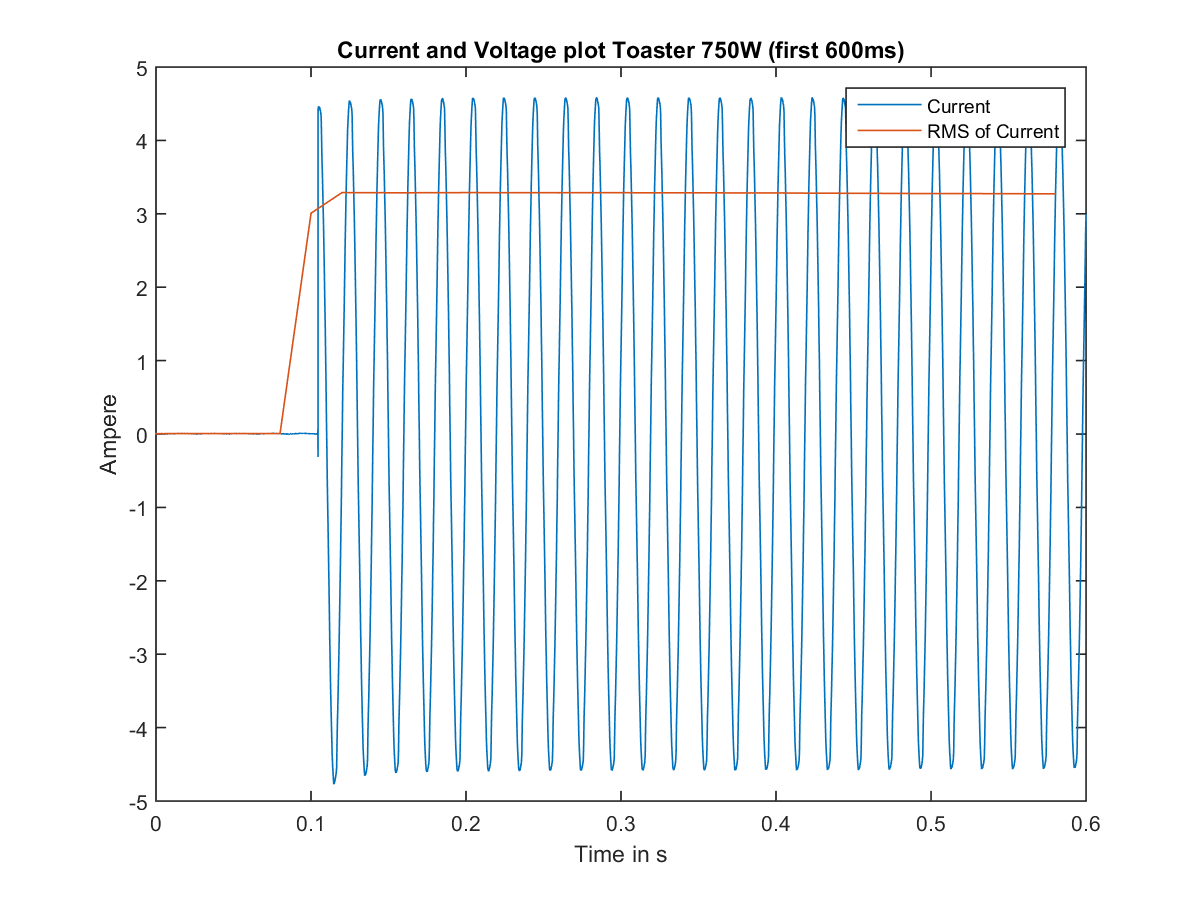 Current and Voltage plot Toaster 750W (first 600ms)
Current
RMS of Current
5
4
3
2
1
0
-1
-2
-3
-4
-5
Ampere
0 0.1 0.2 0.3 0.4 0.5 0.6
Time in s